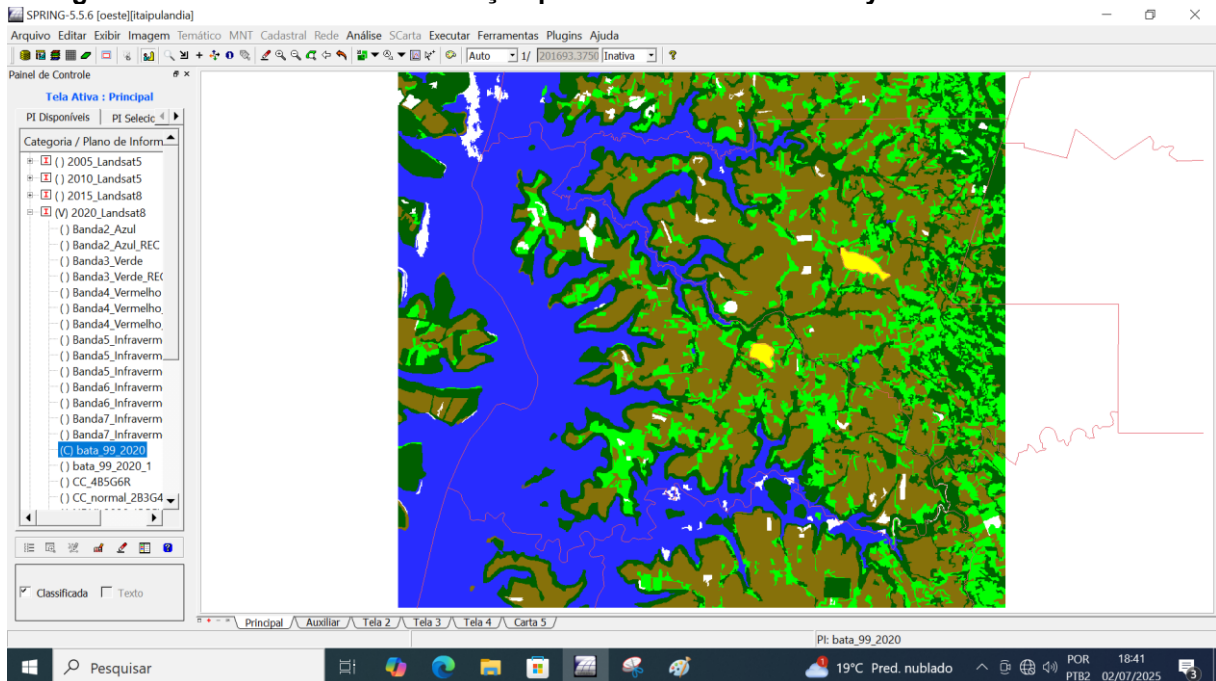 SPRING-5.5.6 [oeste][itaipulandia]
Arquivo Editar Exibir Imagem Temático MNT Cadastral Rede Análise SCarta Executar Ferramentas Plugins Ajuda
Auto 1/ 201693.3750 Inativa
Painel de Controle
Tela Ativa : Principal
PI Disponíveis PI Selecic
Categoria / Plano de Inform
( ) 2005_Landsat5
( ) 2010_Landsat5
( ) 2015_Landsat8
(V) 2020_Landsat8
( ) Banda2_Azul
( ) Banda2_Azul_REC
( ) Banda3_Verde
( ) Banda3_Verde_REC
( ) Banda4_Vermelho
( ) Banda4_Vermelho_
( ) Banda5_Infraverm
( ) Banda5_Infraverm
( ) Banda5_Infraverm
( ) Banda6_Infraverm
( ) Banda6_Infraverm
( ) Banda7_Infraverm
( ) Banda7_Infraverm
(C) bata_99_2020
( ) bata_99_2020_1
( ) CC_4B5G6R
( ) CC_normal_2B3G4
Classificada Texto
Principal Auxiliar Tela 2 Tela 3 Tela 4 Carta 5
PI: bata_99_2020
Pesquisar 19°C Pred. nublado POR 18:41
PTB2 02/07/2025 3